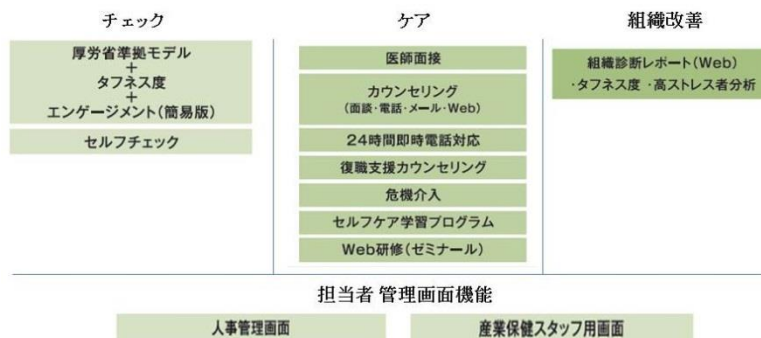 チェック
厚労省準拠モデル
+
タフネス度
+
エンゲージメント(簡易版)
セルフチェック
ケア
医師面接
カウンセリング
(面談・電話・メール・Web)
24時間即時電話対応
復職支援カウンセリング
危機介入
セルフケア学習プログラム
Web研修(ゼミナール)
組織改善
組織診断レポート(Web)
・タフネス度 ・高ストレス者分析
担当者 管理画面機能
人事管理画面
産業保健スタッフ用画面